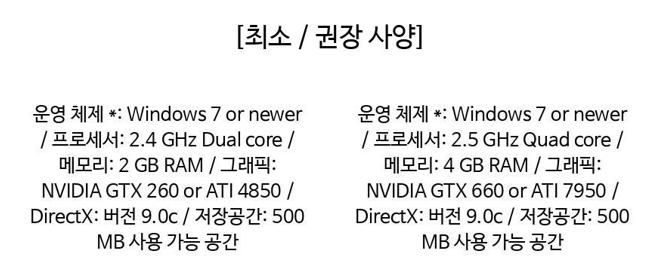 [최소 / 권장 사양]
운영 체제 *: Windows 7 or newer
/ 프로세서: 2.4 GHz Dual core /
메모리: 2 GB RAM / 그래픽:
NVIDIA GTX 260 or ATI 4850 /
DirectX: 버전 9.0c / 저장공간: 500
MB 사용 가능 공간
운영 체제 *: Windows 7 or newer
/ 프로세서: 2.5 GHz Quad core /
메모리: 4 GB RAM / 그래픽:
NVIDIA GTX 660 or ATI 7950 /
DirectX: 버전 9.0c / 저장공간: 500
MB 사용 가능 공간